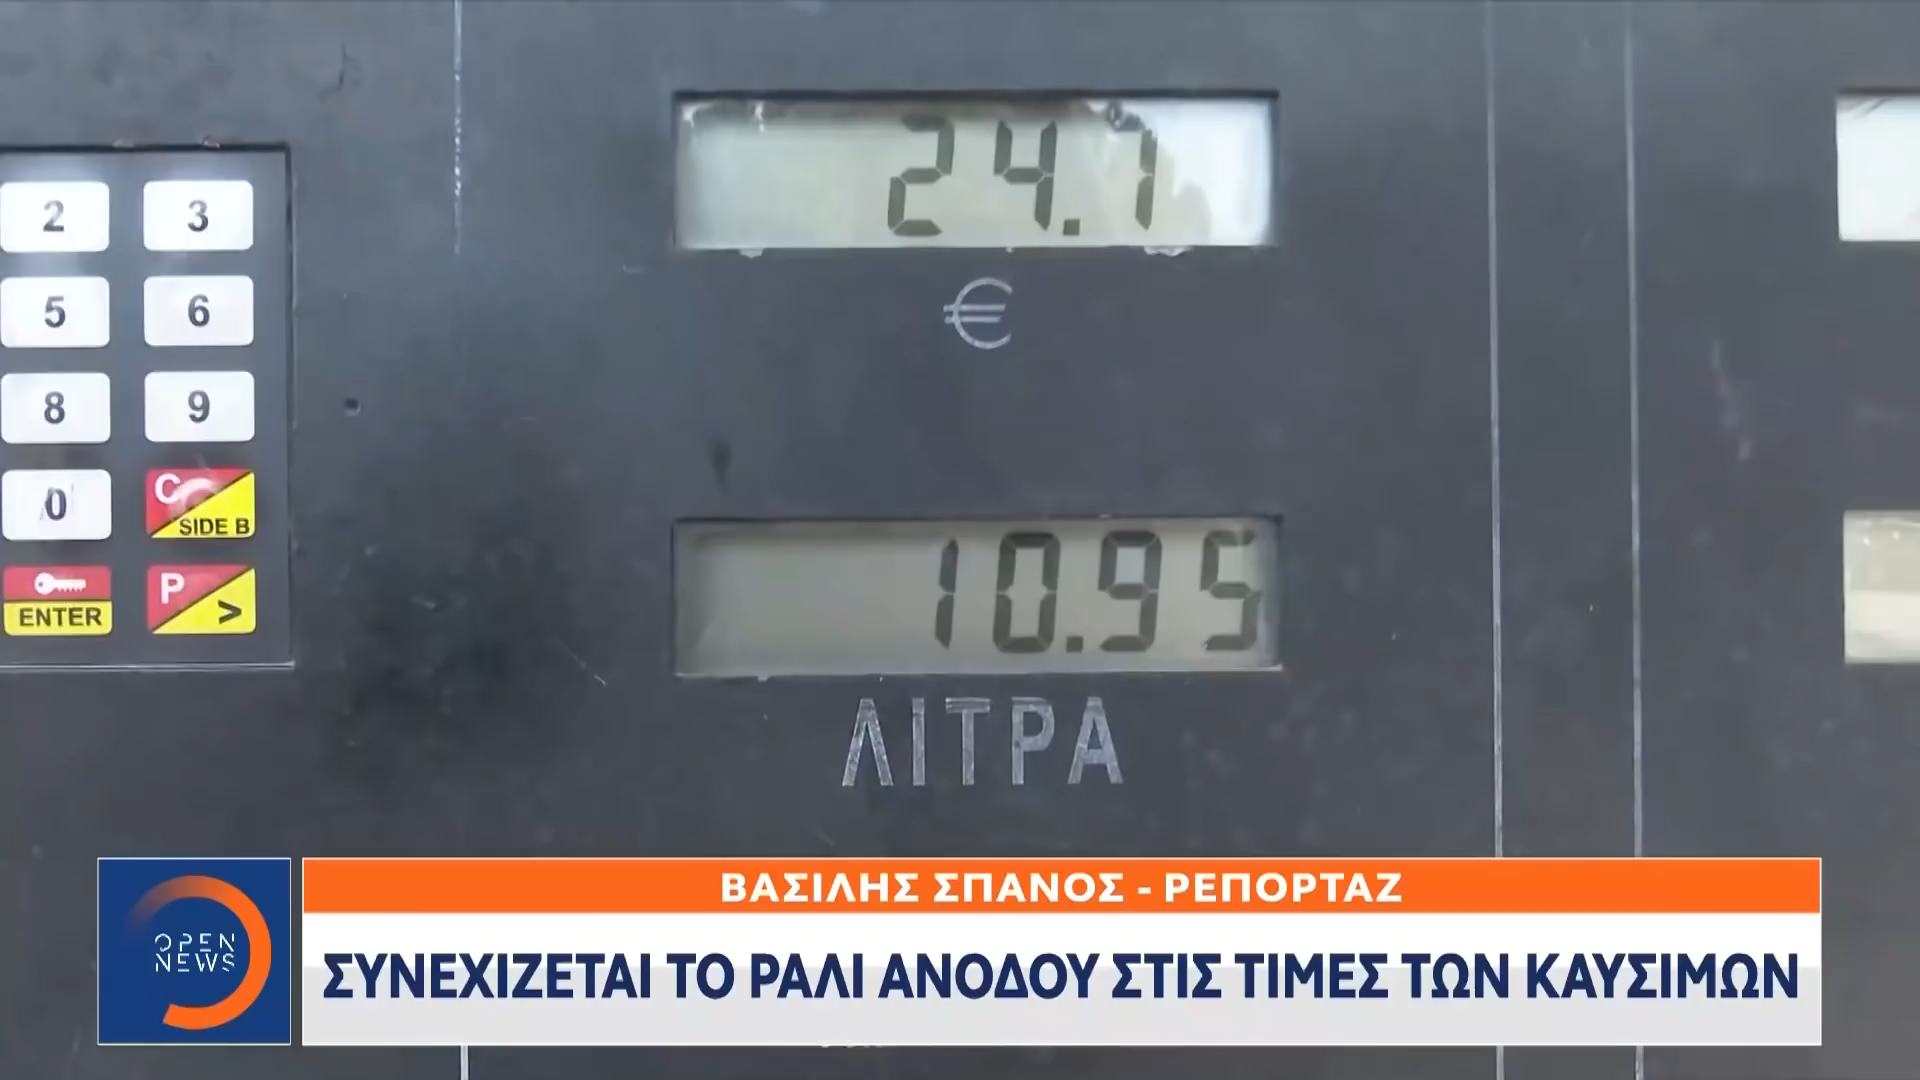 24.1
€
2 3
5 6
8 9
0 C SIDE B
ENTER P >
10.95
ΛΙΤΡΑ
ΒΑΣΙΛΗΣ ΣΠΑΝΟΣ - ΡΕΠΟΡΤΑΖ
OPEN
NEWS
ΣΥΝΕΧΙΖΕΤΑΙ ΤΟ ΡΑΛΙ ΑΝΟΔΟΥ ΣΤΙΣ ΤΙΜΕΣ ΤΩΝ ΚΑΥΣΙΜΩΝ